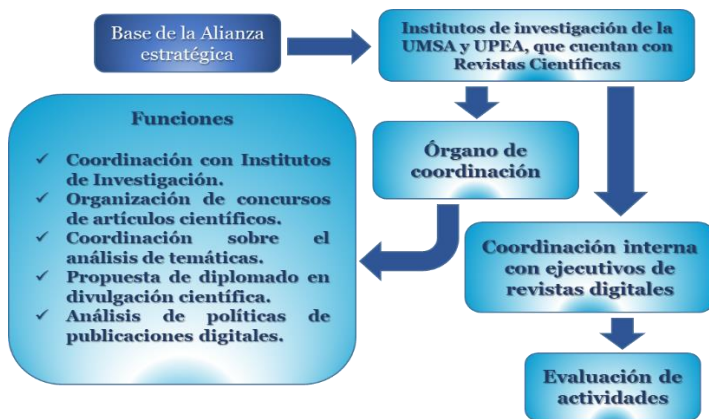 Base de la Alianza
estratégica
Institutos de investigación de la
UMSA y UPEA, que cuentan con
Revistas Científicas
Funciones
✓ Coordinación con Institutos
de Investigación.
✓ Organización de concursos
de artículos científicos.
✓ Coordinación sobre el
análisis de temáticas.
✓ Propuesta de diplomado en
divulgación científica.
✓ Análisis de políticas de
publicaciones digitales.
Órgano de
coordinación
Coordinación interna
con ejecutivos de
revistas digitales
Evaluación de
actividades